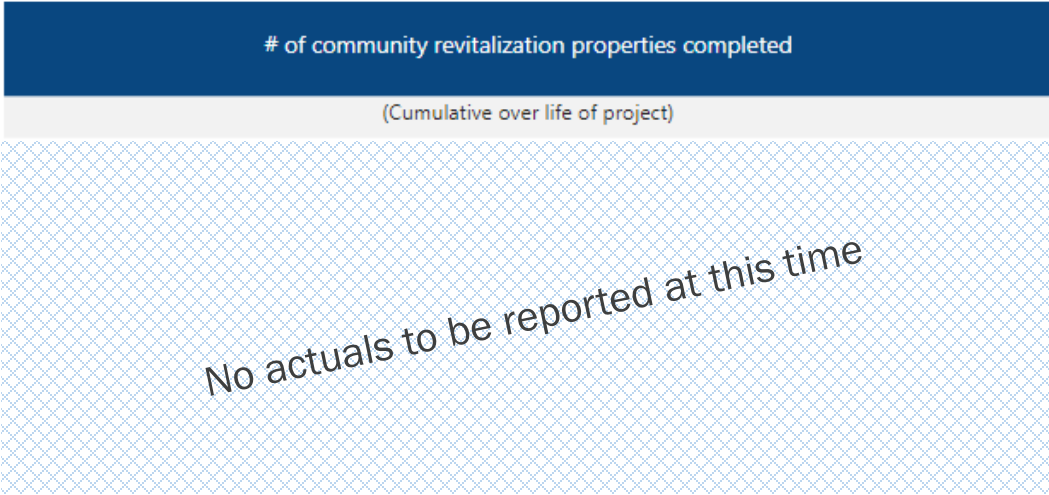 # of community revitalization properties completed
(Cumulative over life of project)
No actuals to be reported at this time